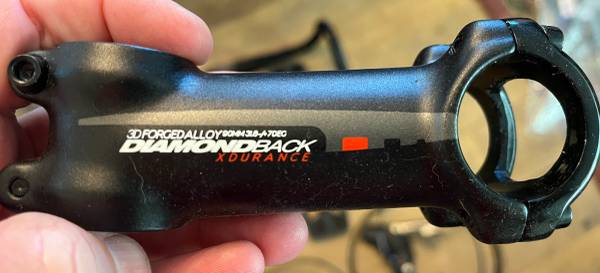 3D FORGED ALLOY 90MM 31.8 -/+ 7DEG
DIAMONDBACK
XDURANCE